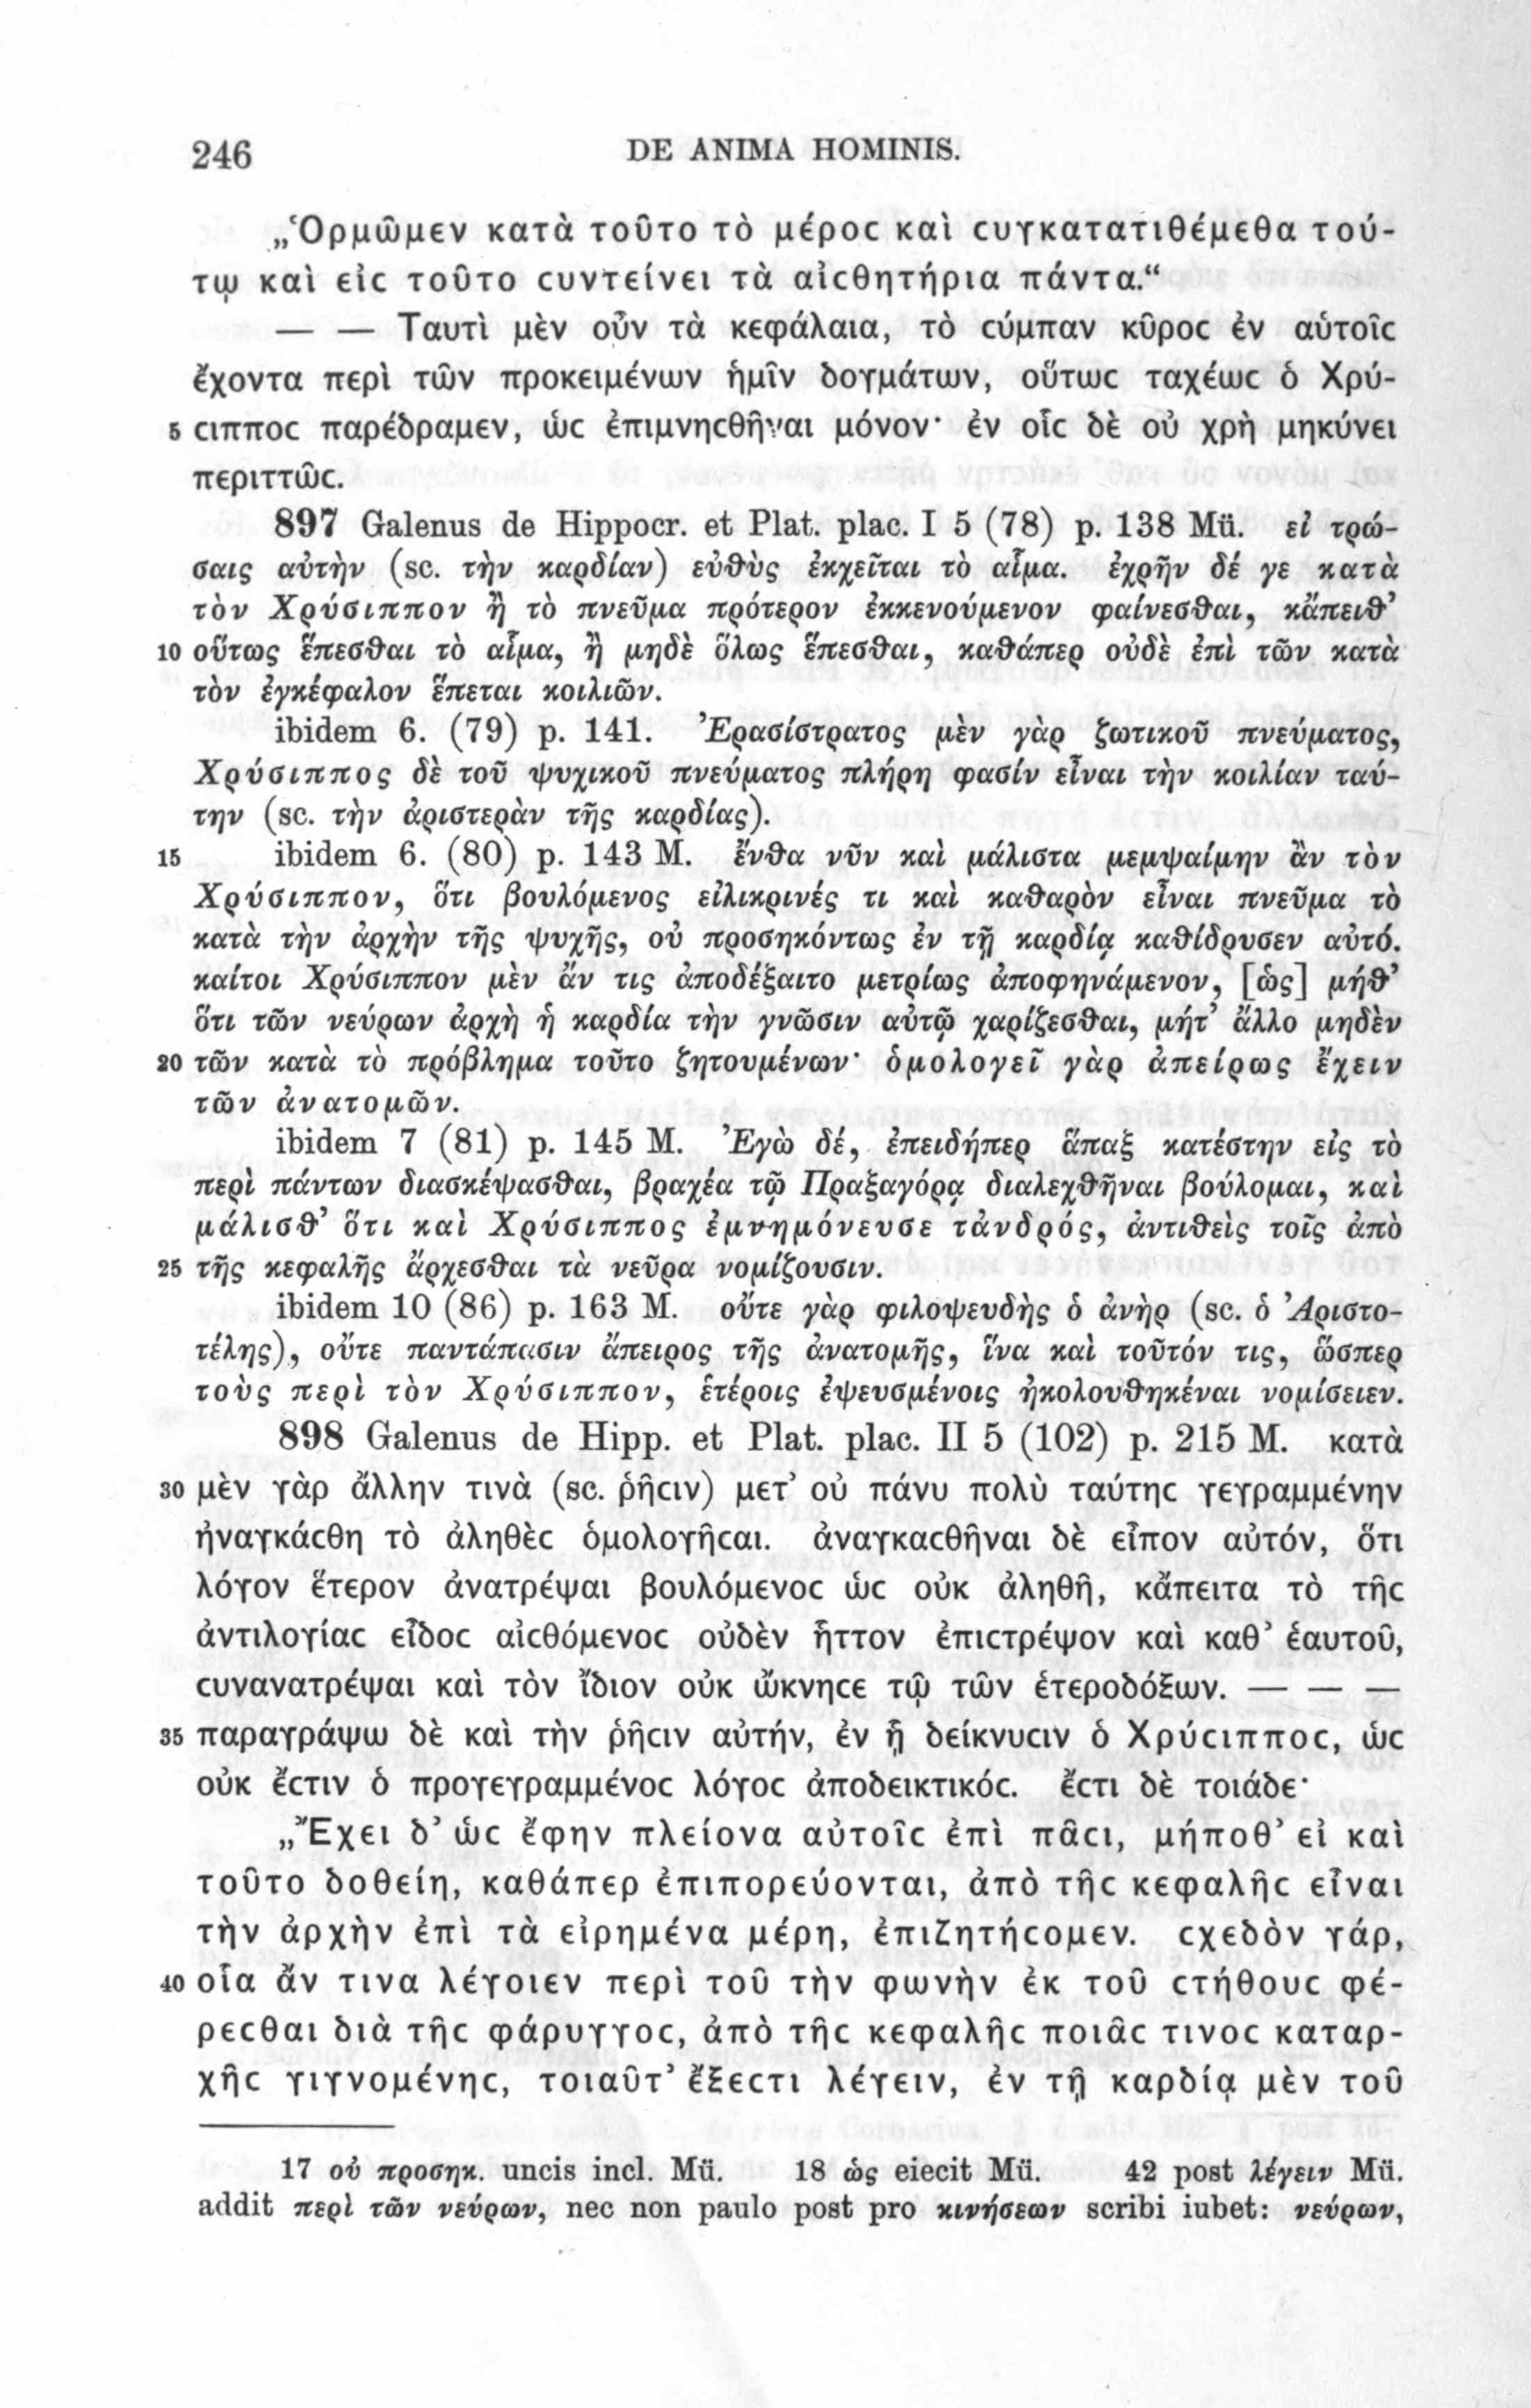 246 DE ANIMA HOMINIS.
„Ὁρμῶμεν κατὰ τοῦτο τὸ μέροϲ καὶ ϲυγκατατιθέμεθα τού-
τῳ καὶ εἰϲ τοῦτο ϲυντείνει τὰ αἰϲθητήρια πάντα.“
— — Ταυτὶ μὲν οὖν τὰ κεφάλαια, τὸ ϲύμπαν κῦροϲ ἐν αὑτοῖϲ
ἔχοντα περὶ τῶν προκειμένων ἡμῖν δογμάτων, οὕτωϲ ταχέωϲ ὁ Χρύ-
5 ϲιπποϲ παρέδραμεν, ὡϲ ἐπιμνηϲθῆναι μόνον· ἐν οἷϲ δὲ οὐ χρὴ μηκύνει
περιττῶϲ.
897 Galenus de Hippocr. et Plat. plac. I 5 (78) p. 138 Mü. εἰ τρώ-
σαις αὐτὴν (sc. τὴν καρδίαν) εὐθὺς ἐκχεῖται τὸ αἷμα. ἐχρῆν δέ γε κατὰ
τὸν Χρύσιππον ἢ τὸ πνεῦμα πρότερον ἐκκενούμενον φαίνεσθαι, κἄπειθ’
10 οὕτως ἕπεσθαι τὸ αἷμα, ἢ μηδὲ ὅλως ἕπεσθαι, καθάπερ οὐδὲ ἐπὶ τῶν κατὰ
τὸν ἐγκέφαλον ἕπεται κοιλιῶν.
ibidem 6. (79) p. 141. Ἐρασίστρατος μὲν γὰρ ζωτικοῦ πνεύματος,
Χρύσιππος δὲ τοῦ ψυχικοῦ πνεύματος πλήρη φασίν εἶναι τὴν κοιλίαν ταύ-
την (sc. τὴν ἀριστερὰν τῆς καρδίας).
15 ibidem 6. (80) p. 143 M. ἔνθα νῦν καὶ μάλιστα μεμψαίμην ἂν τὸν
Χρύσιππον, ὅτι βουλόμενος εἰλικρινές τι καὶ καθαρὸν εἶναι πνεῦμα τὸ
κατὰ τὴν ἀρχὴν τῆς ψυχῆς, οὐ προσηκόντως ἐν τῇ καρδίᾳ καθίδρυσεν αὐτό.
καίτοι Χρύσιππον μὲν ἄν τις ἀποδέξαιτο μετρίως ἀποφηνάμενον, [ὡς] μήθ’
ὅτι τῶν νεύρων ἀρχὴ ἡ καρδία τὴν γνῶσιν αὐτῷ χαρίζεσθαι, μήτ’ ἄλλο μηδὲν
20 τῶν κατὰ τὸ πρόβλημα τοῦτο ζητουμένων· ὁμολογεῖ γὰρ ἀπείρως ἔχειν
τῶν ἀνατομῶν.
ibidem 7 (81) p. 145 M. Ἐγὼ δέ, ἐπειδήπερ ἅπαξ κατέστην εἰς τὸ
περὶ πάντων διασκέψασθαι, βραχέα τῷ Πραξαγόρᾳ διαλεχθῆναι βούλομαι, καὶ
μάλισθ’ ὅτι καὶ Χρύσιππος ἐμνημόνευσε τἀνδρός, ἀντιθεὶς τοῖς ἀπὸ
25 τῆς κεφαλῆς ἄρχεσθαι τὰ νεῦρα νομίζουσιν.
ibidem 10 (86) p. 163 M. οὔτε γὰρ φιλοψευδὴς ὁ ἀνὴρ (sc. ὁ Ἀριστο-
τέλης), οὔτε παντάπασιν ἄπειρος τῆς ἀνατομῆς, ἵνα καὶ τοῦτόν τις, ὥσπερ
τοὺς περὶ τὸν Χρύσιππον, ἑτέροις ἐψευσμένοις ἠκολουθηκέναι νομίσειεν.
898 Galenus de Hipp. et Plat. plac. II 5 (102) p. 215 M. κατὰ
30 μὲν γὰρ ἄλλην τινὰ (sc. ῥῆϲιν) μετ’ οὐ πάνυ πολὺ ταύτηϲ γεγραμμένην
ἠναγκάϲθη τὸ ἀληθὲϲ ὁμολογῆϲαι. ἀναγκαϲθῆναι δὲ εἶπον αὐτόν, ὅτι
λόγον ἕτερον ἀνατρέψαι βουλόμενοϲ ὡϲ οὐκ ἀληθῆ, κἄπειτα τὸ τῆϲ
ἀντιλογίαϲ εἶδοϲ αἰϲθόμενοϲ οὐδὲν ἧττον ἐπιϲτρέψον καὶ καθ’ ἑαυτοῦ,
ϲυνανατρέψαι καὶ τὸν ἴδιον οὐκ ὤκνηϲε τῷ τῶν ἑτεροδόξων. — — —
35 παραγράψω δὲ καὶ τὴν ῥῆϲιν αὐτήν, ἐν ᾗ δείκνυϲιν ὁ Χρύϲιπποϲ, ὡϲ
οὐκ ἔϲτιν ὁ προγεγραμμένοϲ λόγοϲ ἀποδεικτικόϲ. ἔϲτι δὲ τοιάδε·
„Ἔχει δ’ ὡϲ ἔφην πλείονα αὐτοῖϲ ἐπὶ πᾶϲι, μήποθ’ εἰ καὶ
τοῦτο δοθείη, καθάπερ ἐπιπορεύονται, ἀπὸ τῆϲ κεφαλῆϲ εἶναι
τὴν ἀρχὴν ἐπὶ τὰ εἰρημένα μέρη, ἐπιζητήϲομεν. ϲχεδὸν γάρ,
40 οἷα ἄν τινα λέγοιεν περὶ τοῦ τὴν φωνὴν ἐκ τοῦ ϲτήθουϲ φέ-
ρεϲθαι διὰ τῆϲ φάρυγγοϲ, ἀπὸ τῆϲ κεφαλῆϲ ποιᾶϲ τινοϲ καταρ-
χῆϲ γιγνομένηϲ, τοιαῦτ’ ἔξεϲτι λέγειν, ἐν τῇ καρδίᾳ μὲν τοῦ
17 οὐ προσηκ. uncis incl. Mü. 18 ὡς eiecit Mü. 42 post λέγειν Mü.
addit περὶ τῶν νεύρων, nec non paulo post pro κινήσεων scribi iubet: νεύρων,